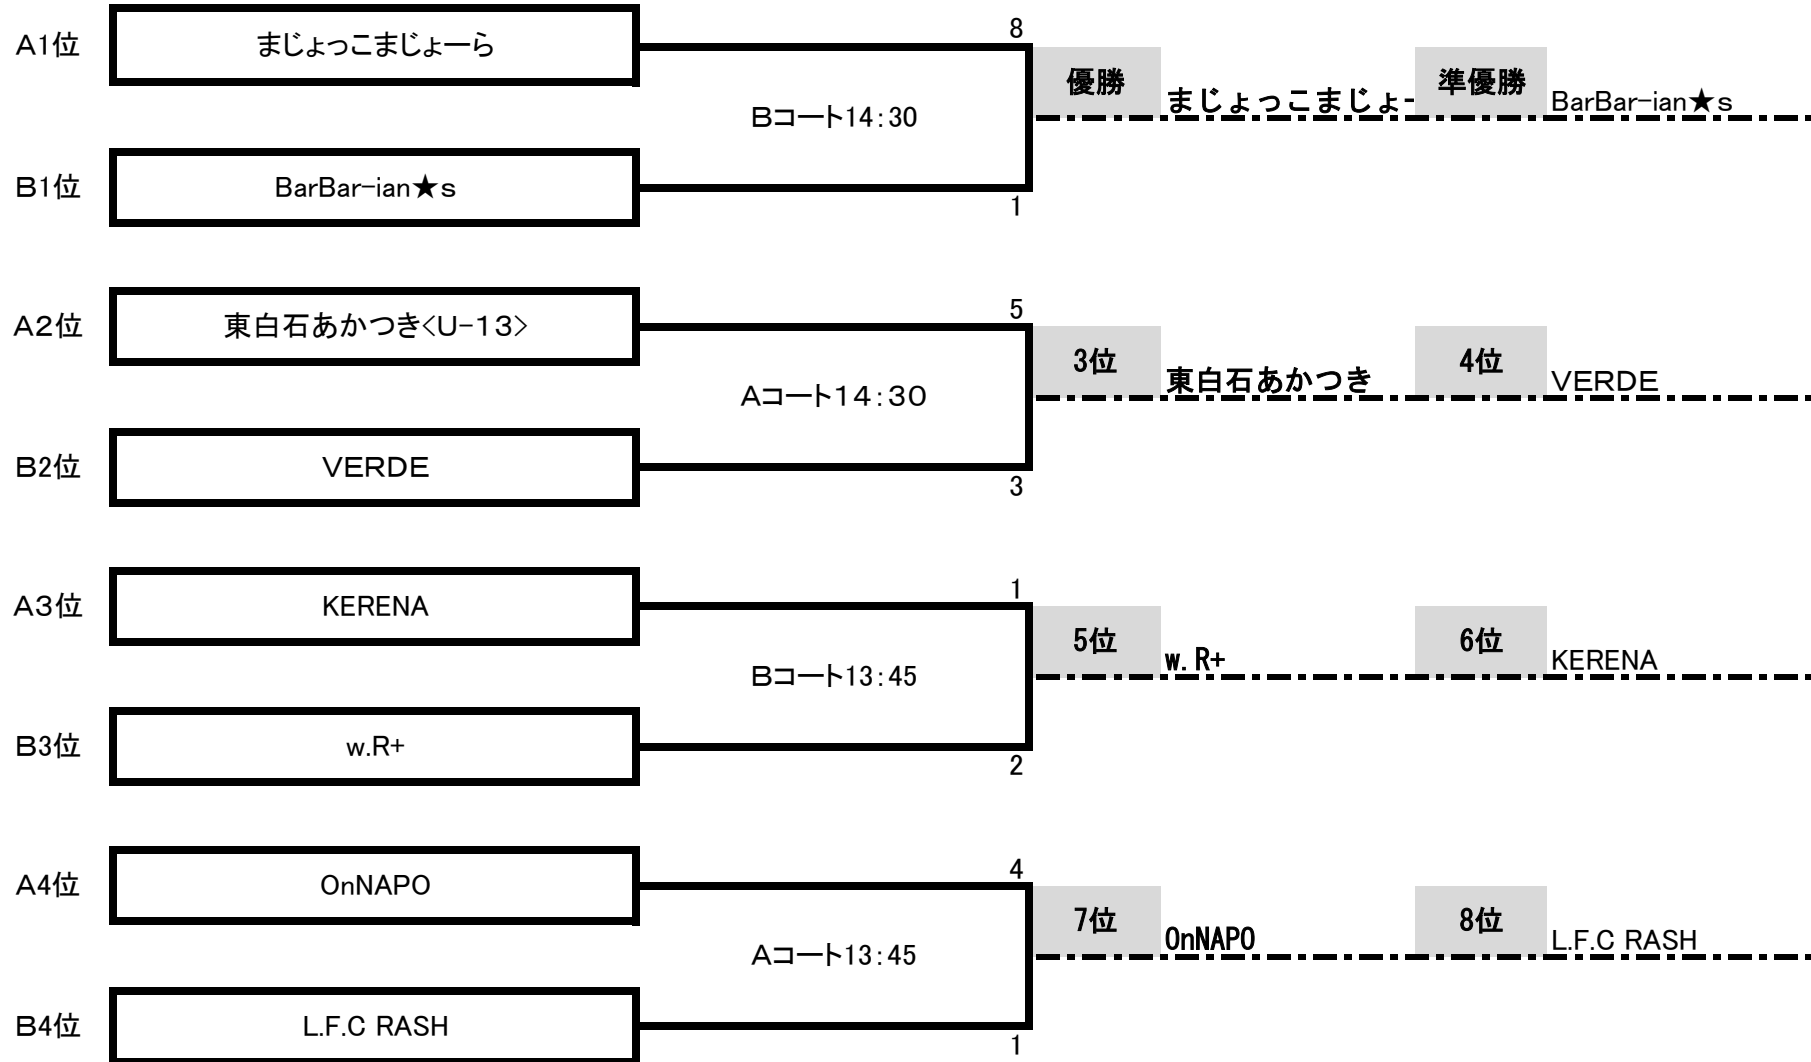 8
A1位 まじょっこまじょーら
優勝 まじょっこまじょー 準優勝 BarBar-ian★s
Bコート14:30
B1位 BarBar-ian★s
1
5
A2位 東白石あかつき<U-13>
3位 東白石あかつき 4位 VERDE
Aコート14:30
B2位 VERDE
3
1
A3位 KERENA
5位 w.R+ 6位 KERENA
Bコート13:45
B3位 w.R+
2
4
A4位 OnNAPO
7位 OnNAPO 8位 L.F.C RASH
Aコート13:45
B4位 L.F.C RASH
1